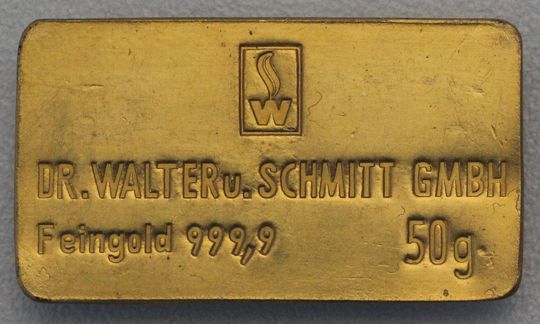 W
DR. WALTER u. SCHMITT GMBH
Feingold 999,9 50g